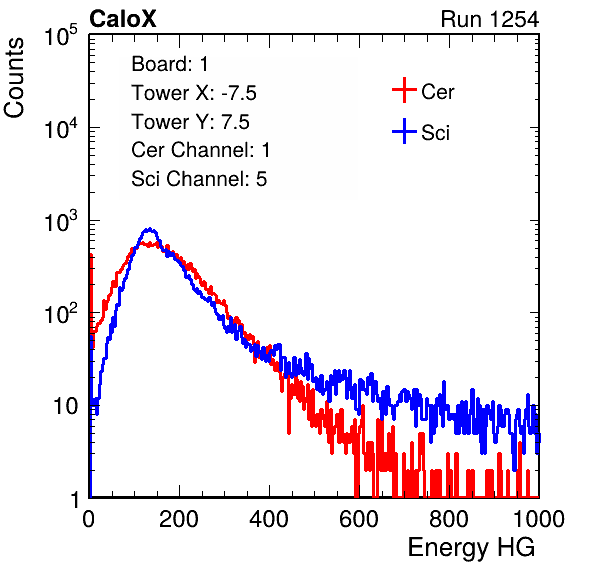 CaloX Run 1254
Counts
10^5
10^4
10^3
10^2
10
1
Board: 1
Tower X: -7.5
Tower Y: 7.5
Cer Channel: 1
Sci Channel: 5
Cer
Sci
0 200 400 600 800 1000
Energy HG